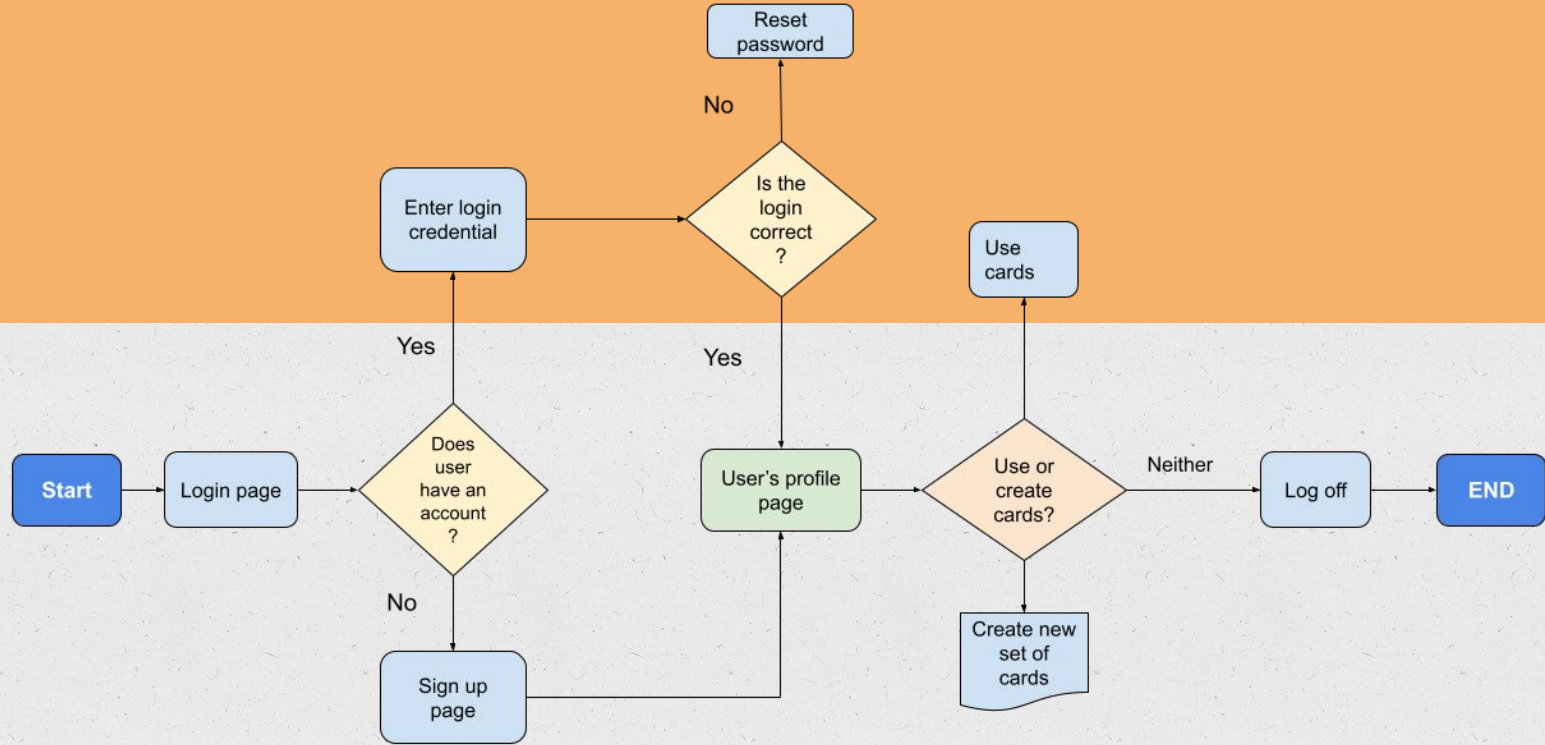 Reset
password
No
Enter login
credential
Is the
login
correct
?
Use
cards
Yes
Yes
Start
Login page
Does
user
have an
account
?
User's profile
page
Use or
create
cards?
Neither
Log off
END
No
Sign up
page
Create new
set of
cards